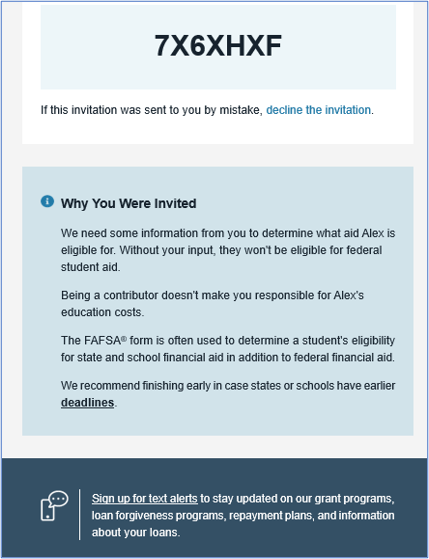 7X6XHXF
If this invitation was sent to you by mistake, decline the invitation.
Why You Were Invited
We need some information from you to determine what aid Alex is
eligible for. Without your input, they won't be eligible for federal
student aid.
Being a contributor doesn't make you responsible for Alex's
education costs.
The FAFSA® form is often used to determine a student's eligibility
for state and school financial aid in addition to federal financial aid.
We recommend finishing early in case states or schools have earlier
deadlines.
Sign up for text alerts to stay updated on our grant programs,
loan forgiveness programs, repayment plans, and information
about your loans.